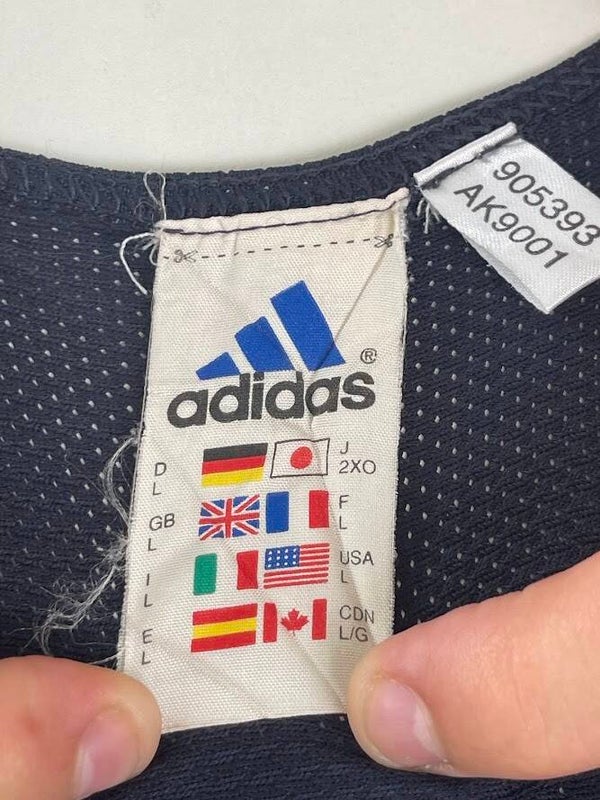 905393
AK9001
adidas®
D J
L 2XO
GB F
L L
I USA
L L
E CDN
L L/G